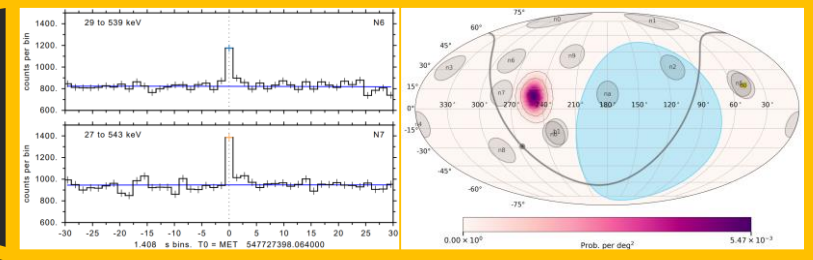 29 to 539 keV
N6
counts per bin
1400.
1200.
1000.
800.
600.
27 to 543 keV
N7
counts per bin
1400.
1200.
1000.
800.
600.
-30 -25 -20 -15 -10 -5 0 5 10 15 20 25 30
1.408 s bins. T0 = MET 547727398.064000
75°
60°
45°
30°
15°
0°
-15°
-30°
-45°
-60°
-75°
330° 300° 270° 240° 210° 180° 150° 120° 60° 30°
n0
n1
n3
n6
n9
n2
n7
n8
0.00 × 10⁰
5.47 × 10⁻³
Prob. per deg²